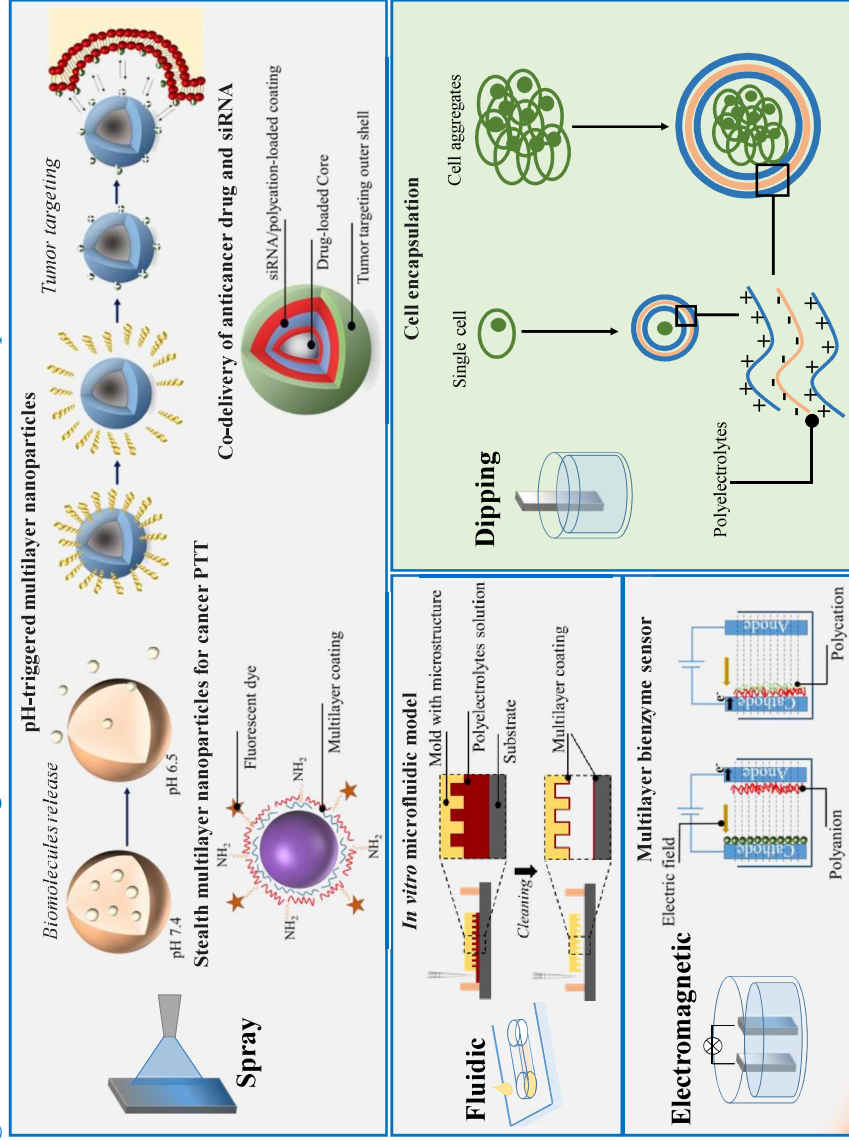 pH-triggered multilayer nanoparticles
Biomolecules release
Tumor targeting
pH 7.4
pH 6.5
Spray
Stealth multilayer nanoparticles for cancer PTT
NH2
NH2
NH2
NH2
Fluorescent dye
Multilayer coating
Co-delivery of anticancer drug and siRNA
siRNA/polycation-loaded coating
Drug-loaded Core
Tumor targeting outer shell
Fluidic
In vitro microfluidic model
Mold with microstructure
Polyelectrolytes solution
Substrate
Cleaning
Multilayer coating
Dipping
Cell encapsulation
Single cell
Cell aggregates
Polyelectrolytes
+ + + + + +
- - - - - -
+ + + + + +
Electromagnetic
Multilayer bienzyme sensor
Electric field
Cathode
Anode
e-
Polyanion
Cathode
Anode
e-
Polycation